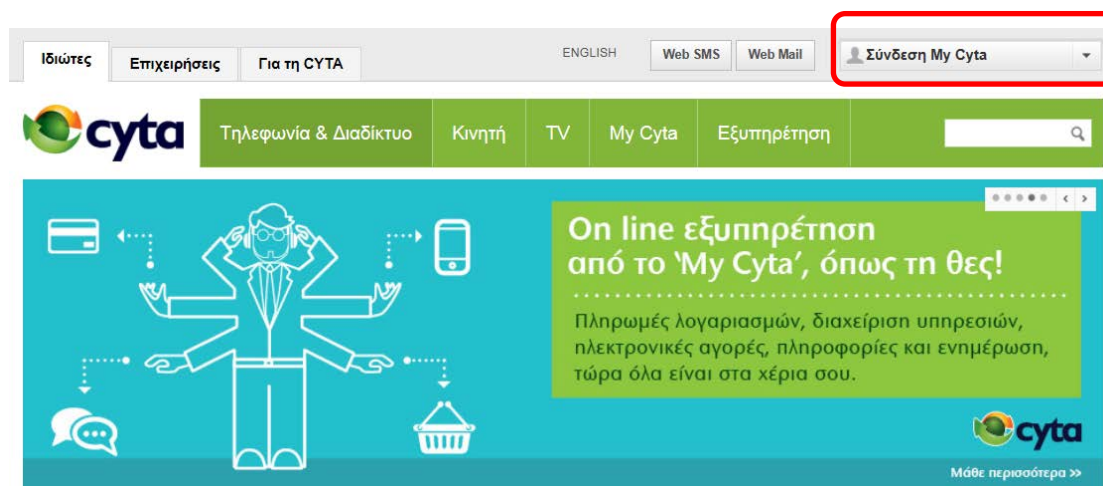 Ιδιώτες
Επιχειρήσεις
Για τη CYTA
ENGLISH
Web SMS
Web Mail
Σύνδεση My Cyta
cyta
Τηλεφωνία & Διαδίκτυο
Κινητή
TV
My Cyta
Εξυπηρέτηση
On line εξυπηρέτηση
από το 'My Cyta', όπως τη θες!
Πληρωμές λογαριασμών, διαχείριση υπηρεσιών,
ηλεκτρονικές αγορές, πληροφορίες και ενημέρωση,
τώρα όλα είναι στα χέρια σου.
cyta
Μάθε περισσότερα >>